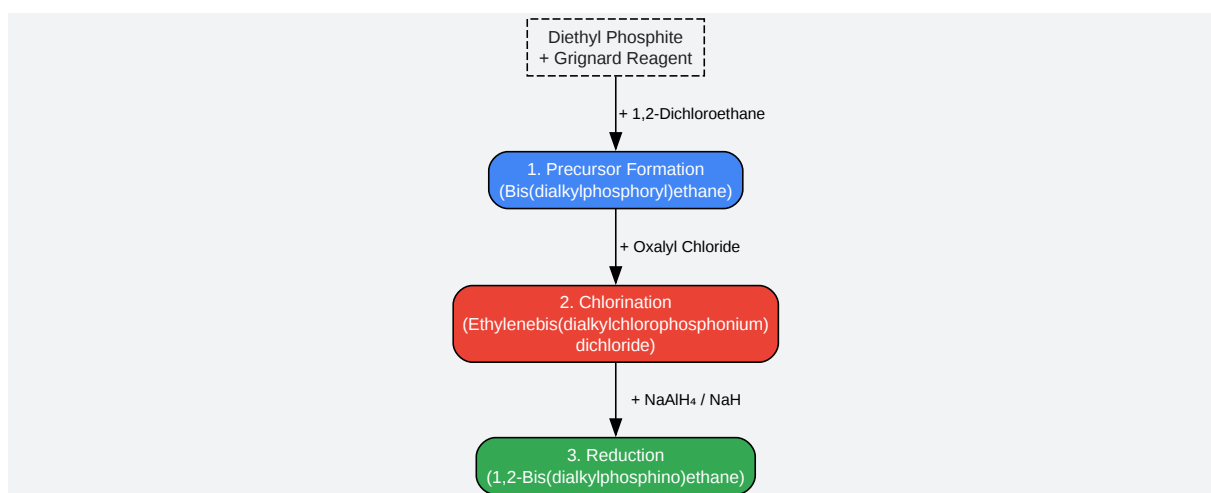 Diethyl Phosphite
+ Grignard Reagent
+ 1,2-Dichloroethane
1. Precursor Formation
(Bis(dialkylphosphoryl)ethane)
+ Oxalyl Chloride
2. Chlorination
(Ethylenebis(dialkylchlorophosphonium)
dichloride)
+ NaAlH₄ / NaH
3. Reduction
(1,2-Bis(dialkylphosphino)ethane)